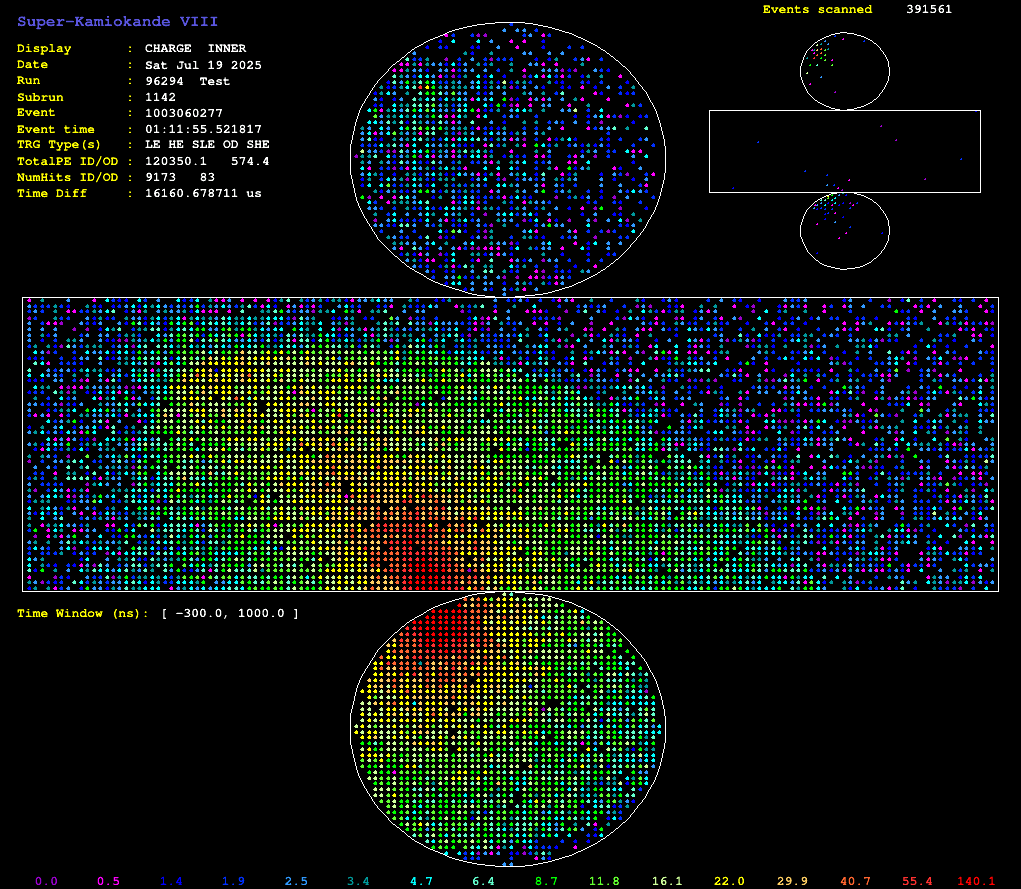 Super-Kamiokande VIII
Events scanned 391561
Display : CHARGE INNER
Date : Sat Jul 19 2025
Run : 96294 Test
Subrun : 1142
Event : 1003060277
Event time : 01:11:55.521817
TRG Type(s) : LE HE SLE OD SHE
TotalPE ID/OD : 120350.1 574.4
NumHits ID/OD : 9173 83
Time Diff : 16160.678711 us
Time Window (ns): [ -300.0, 1000.0 ]
0.0 0.5 1.4 1.9 2.5 3.4 4.7 6.4 8.7 11.8 16.1 22.0 29.9 40.7 55.4 140.1